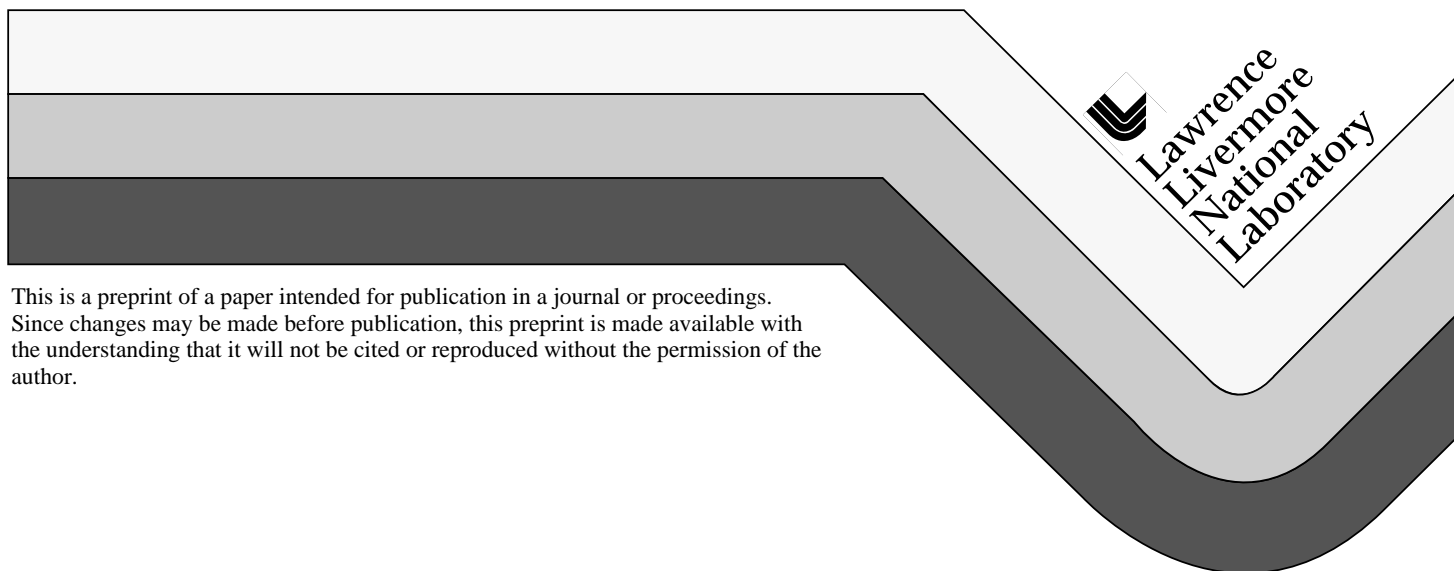 Lawrence
Livermore
National
Laboratory
This is a preprint of a paper intended for publication in a journal or proceedings.
Since changes may be made before publication, this preprint is made available with
the understanding that it will not be cited or reproduced without the permission of the
author.